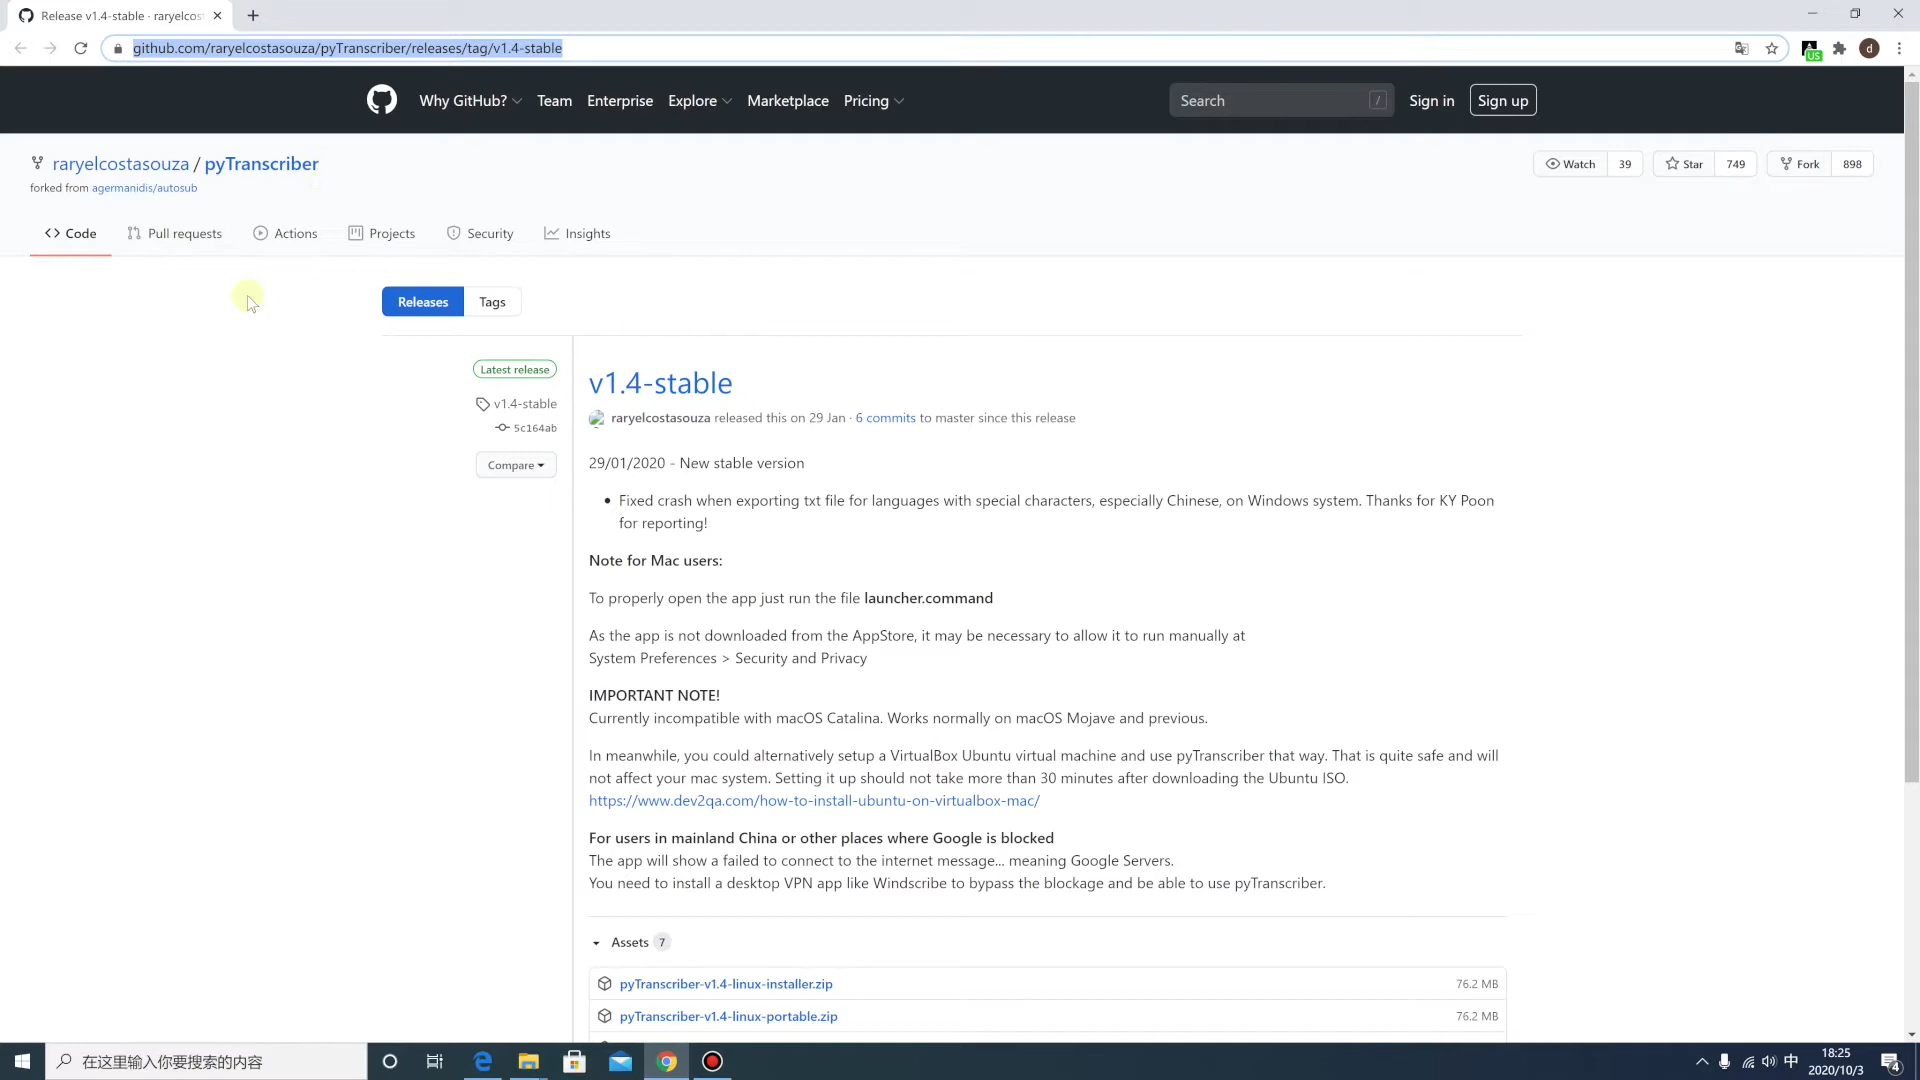 Release v1.4-stable · raryelcost
github.com/raryelcostasouza/pyTranscriber/releases/tag/v1.4-stable
US
d
Why GitHub?
Team
Enterprise
Explore
Marketplace
Pricing
Search
/
Sign in
Sign up
raryelcostasouza / pyTranscriber
Watch 39
Star 749
Fork 898
forked from agermanidis/autosub
Code
Pull requests
Actions
Projects
Security
Insights
Releases
Tags
Latest release
v1.4-stable
5c164ab
Compare
v1.4-stable
raryelcostasouza released this on 29 Jan · 6 commits to master since this release
29/01/2020 - New stable version
Fixed crash when exporting txt file for languages with special characters, especially Chinese, on Windows system. Thanks for KY Poon
for reporting!
Note for Mac users:
To properly open the app just run the file launcher.command
As the app is not downloaded from the AppStore, it may be necessary to allow it to run manually at
System Preferences > Security and Privacy
IMPORTANT NOTE!
Currently incompatible with macOS Catalina. Works normally on macOS Mojave and previous.
In meanwhile, you could alternatively setup a VirtualBox Ubuntu virtual machine and use pyTranscriber that way. That is quite safe and will
not affect your mac system. Setting it up should not take more than 30 minutes after downloading the Ubuntu ISO.
https://www.dev2qa.com/how-to-install-ubuntu-on-virtualbox-mac/
For users in mainland China or other places where Google is blocked
The app will show a failed to connect to the internet message... meaning Google Servers.
You need to install a desktop VPN app like Windscribe to bypass the blockage and be able to use pyTranscriber.
Assets 7
pyTranscriber-v1.4-linux-installer.zip 76.2 MB
pyTranscriber-v1.4-linux-portable.zip 76.2 MB
在这里输入你要搜索的内容
中
18:25
2020/10/3
4